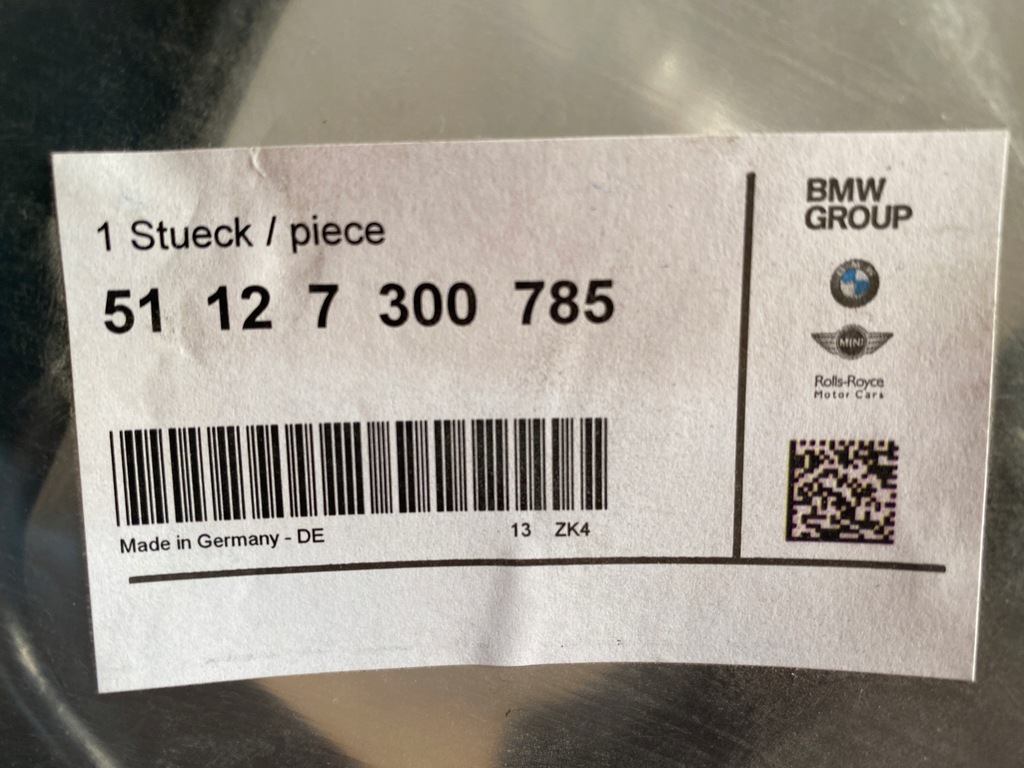 1 Stueck / piece
51 12 7 300 785
Made in Germany - DE
13 ZK4
BMW
GROUP
BMW
MINI
Rolls-Royce
Motor Cars